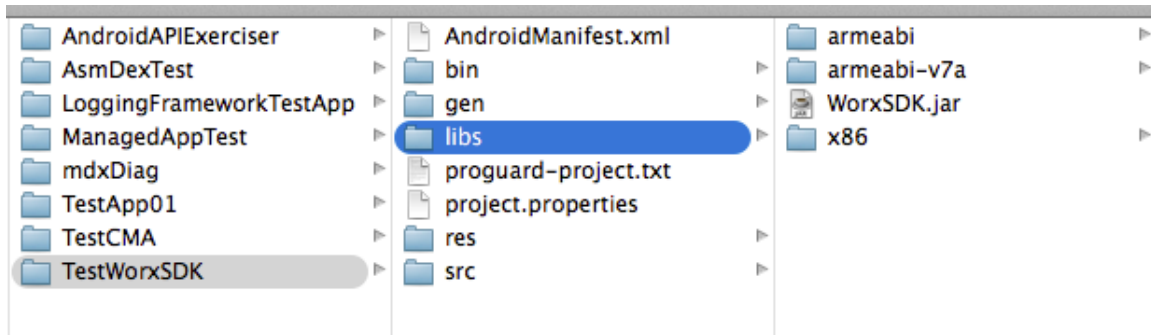 AndroidAPIExerciser
AsmDexTest
LoggingFrameworkTestApp
ManagedAppTest
mdxDiag
TestApp01
TestCMA
TestWorxSDK
AndroidManifest.xml
bin
gen
libs
proguard-project.txt
project.properties
res
src
armeabi
armeabi-v7a
WorxSDK.jar
x86